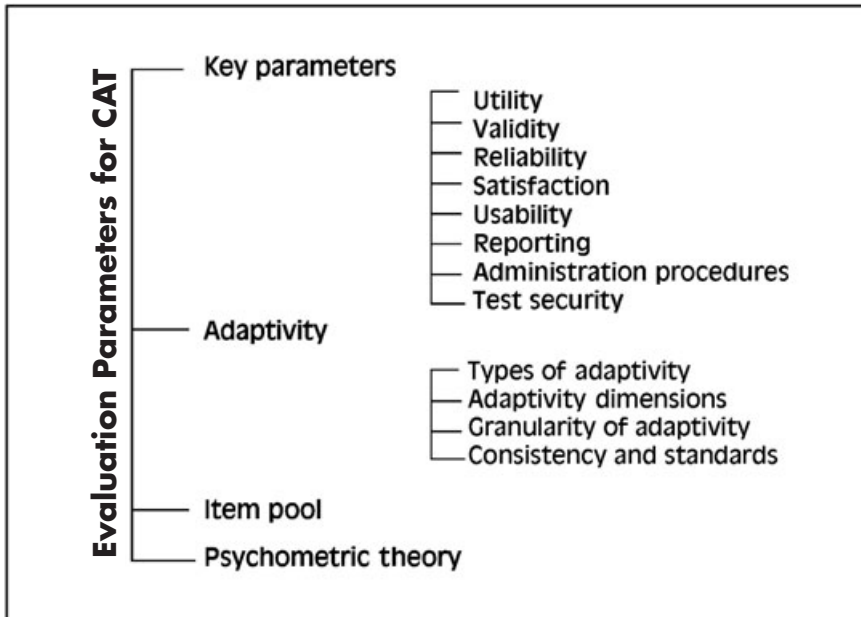 Evaluation Parameters for CAT
Key parameters
Utility
Validity
Reliability
Satisfaction
Usability
Reporting
Administration procedures
Test security
Adaptivity
Types of adaptivity
Adaptivity dimensions
Granularity of adaptivity
Consistency and standards
Item pool
Psychometric theory